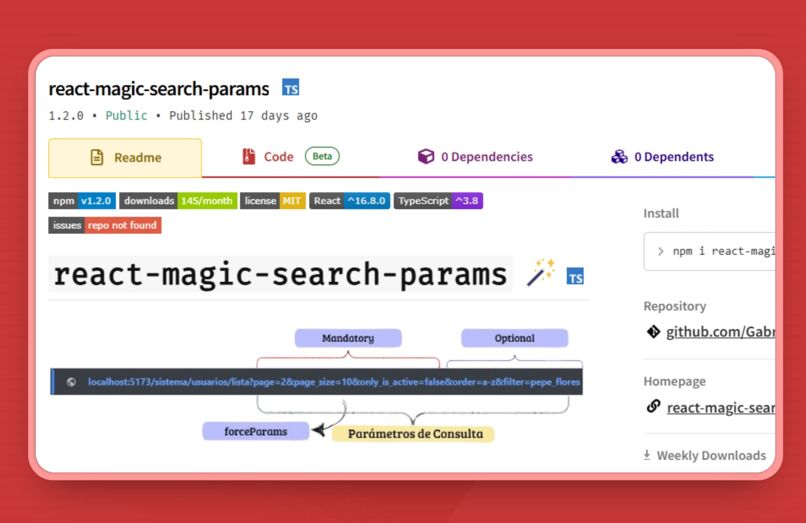 react-magic-search-params TS
1.2.0 • Public • Published 17 days ago
Readme
Code Beta
0 Dependencies
0 Dependents
npm v1.2.0 downloads 145/month license MIT React ^16.8.0 TypeScript ^3.8
issues repo not found
react-magic-search-params TS
Mandatory Optional
localhost:5173/sistema/usuarios/lista?page=2&page_size=10&only_is_active=false&order=a-z&filter=pepe_flores
forceParams Parámetros de Consulta
Install
> npm i react-magi
Repository
github.com/Gabr
Homepage
react-magic-sear
Weekly Downloads